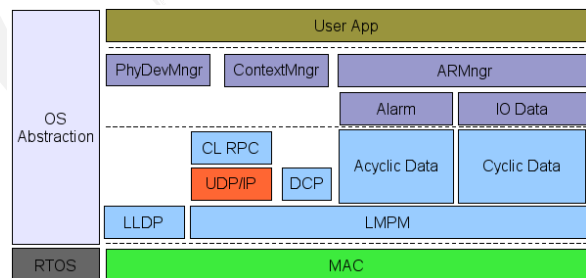 User App
PhyDevMngr
ContextMngr
ARMngr
Alarm
IO Data
OS
Abstraction
CL RPC
Acyclic Data
Cyclic Data
UDP/IP
DCP
LLDP
LMPM
RTOS
MAC